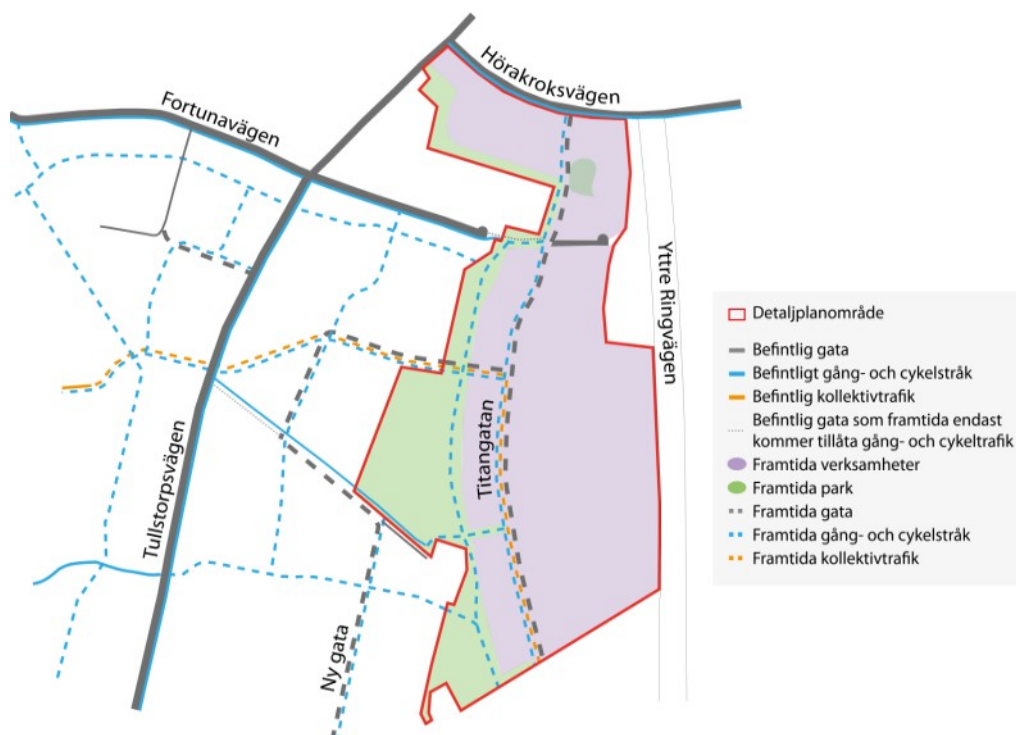 Hörakroksvägen
Fortunavägen
Yttre Ringvägen
Titangatan
Tullstorpsvägen
Ny gata
Detaljplanområde
Befintlig gata
Befintligt gång- och cykelstråk
Befintlig kollektivtrafik
Befintlig gata som framtida endast
kommer tillåta gång- och cykeltrafik
Framtida verksamheter
Framtida park
Framtida gata
Framtida gång- och cykelstråk
Framtida kollektivtrafik